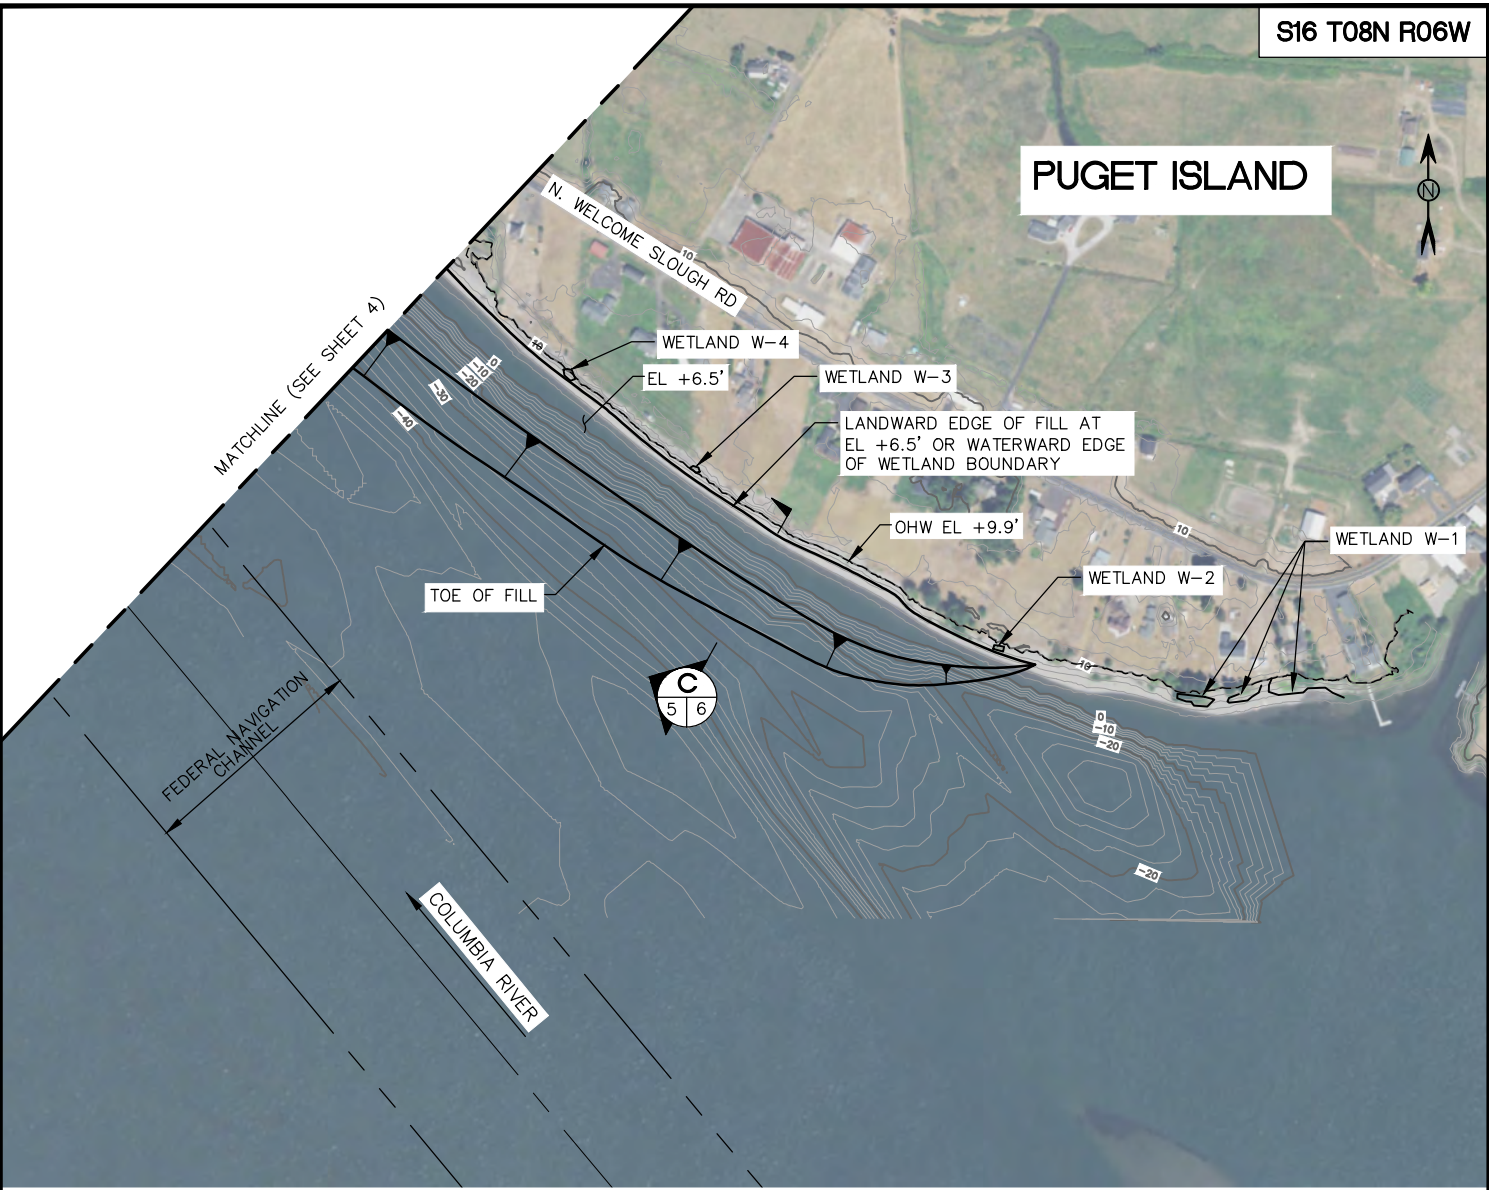 S16 T08N R06W
PUGET ISLAND
N
N. WELCOME SLOUGH RD
10
MATCHLINE (SEE SHEET 4)
10
WETLAND W-4
EL +6.5'
WETLAND W-3
0
-10
-20
-30
-40
LANDWARD EDGE OF FILL AT
EL +6.5' OR WATERWARD EDGE
OF WETLAND BOUNDARY
OHW EL +9.9'
10
WETLAND W-1
WETLAND W-2
TOE OF FILL
10
C
5 6
0
-10
-20
FEDERAL NAVIGATION
CHANNEL
-20
COLUMBIA RIVER